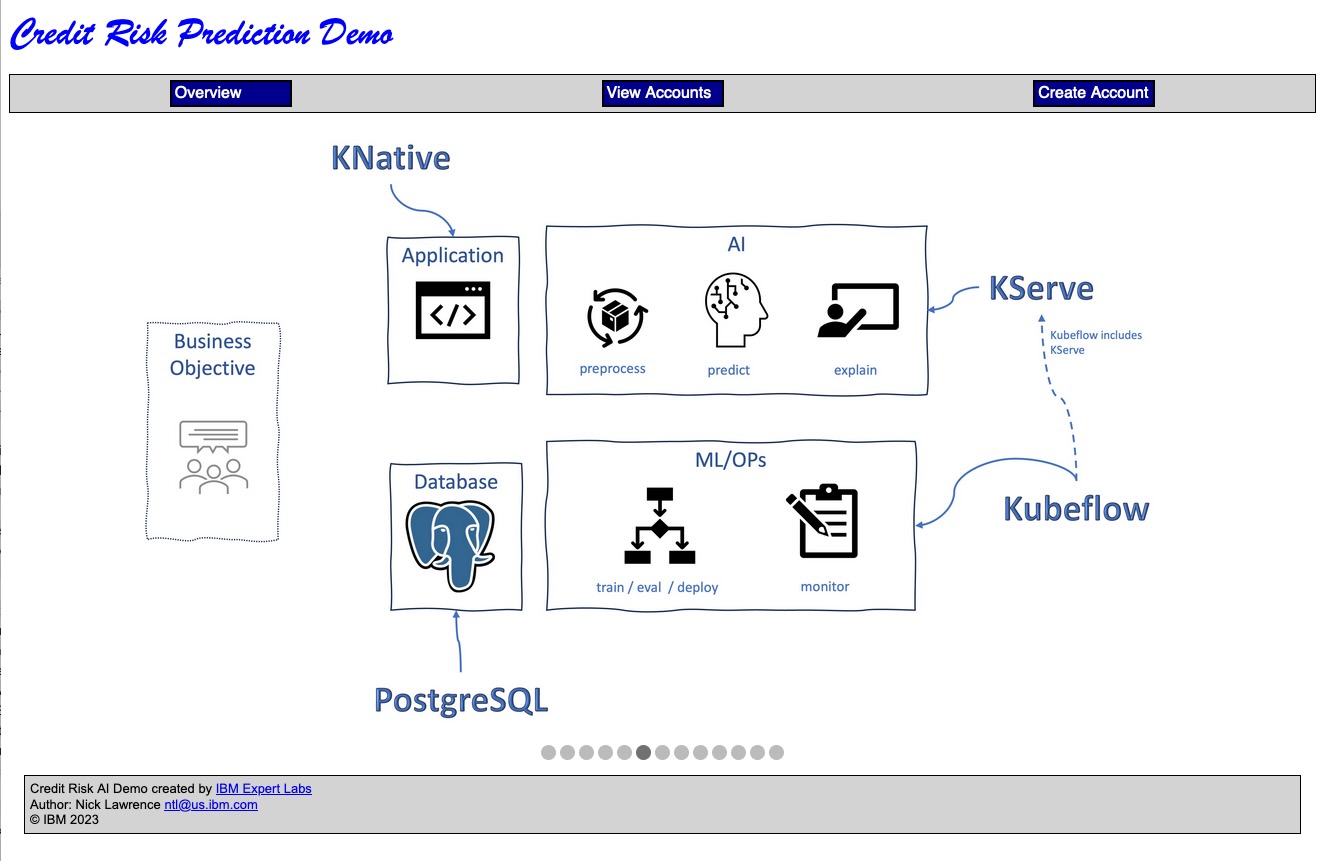 Credit Risk Prediction Demo
Overview
View Accounts
Create Account
KNative
Application
AI
preprocess
predict
explain
KServe
Kubeflow includes
KServe
Business
Objective
Database
ML/OPs
train / eval / deploy
monitor
Kubeflow
PostgreSQL
Credit Risk AI Demo created by IBM Expert Labs
Author: Nick Lawrence ntl@us.ibm.com
© IBM 2023